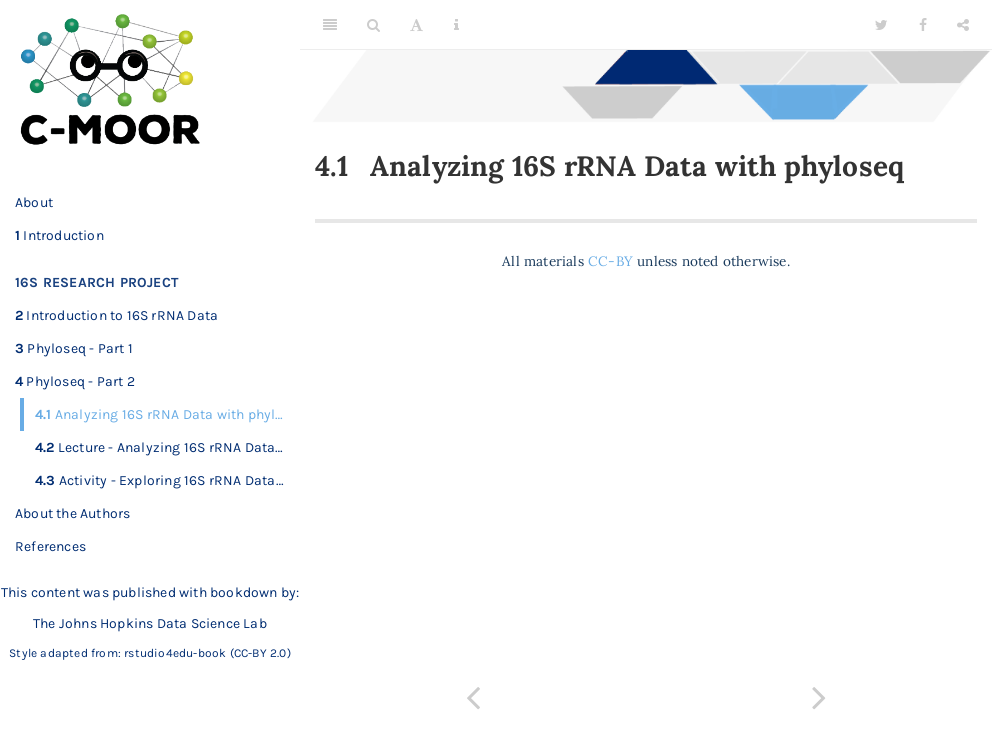 C-MOOR
About
1 Introduction
16S RESEARCH PROJECT
2 Introduction to 16S rRNA Data
3 Phyloseq - Part 1
4 Phyloseq - Part 2
4.1 Analyzing 16S rRNA Data with phyl...
4.2 Lecture - Analyzing 16S rRNA Data...
4.3 Activity - Exploring 16S rRNA Data...
About the Authors
References
This content was published with bookdown by:
The Johns Hopkins Data Science Lab
Style adapted from: rstudio4edu-book (CC-BY 2.0)
4.1 Analyzing 16S rRNA Data with phyloseq
All materials CC-BY unless noted otherwise.